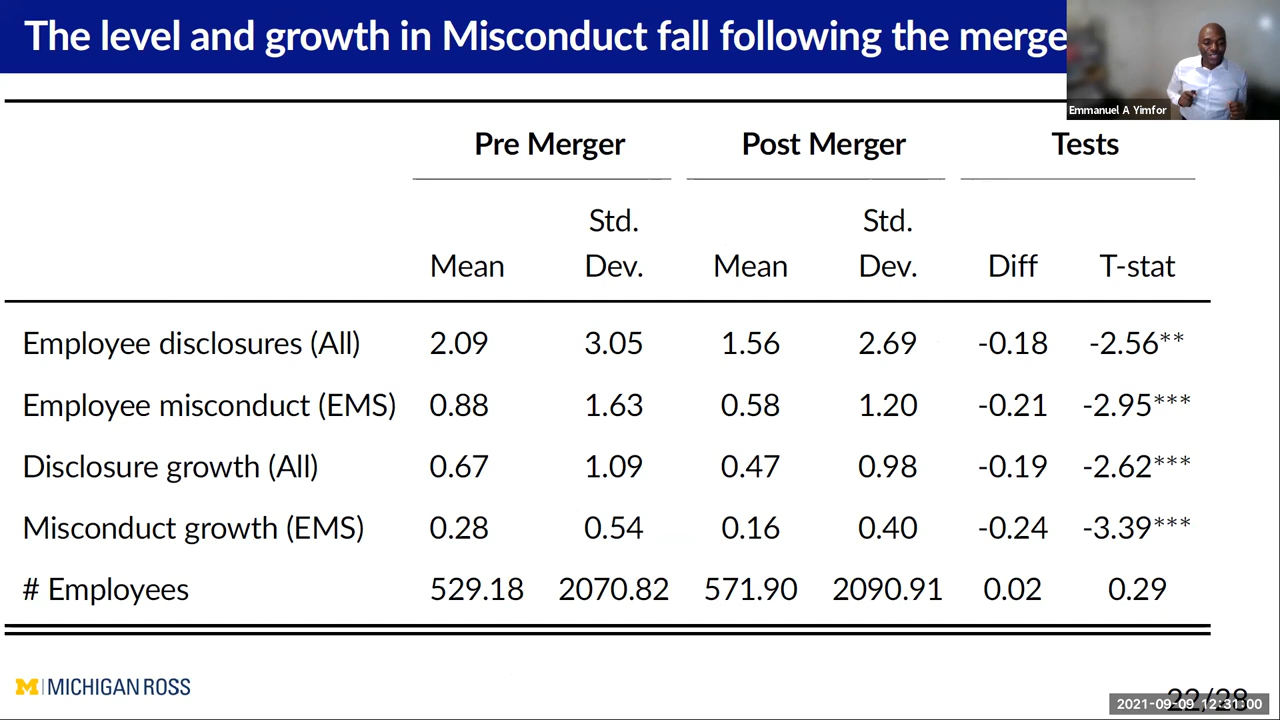 The level and growth in Misconduct fall following the merge
Emmanuel A Yimfor
Pre Merger Post Merger Tests
Std. Std.
Mean Dev. Mean Dev. Diff T-stat
Employee disclosures (All) 2.09 3.05 1.56 2.69 -0.18 -2.56**
Employee misconduct (EMS) 0.88 1.63 0.58 1.20 -0.21 -2.95***
Disclosure growth (All) 0.67 1.09 0.47 0.98 -0.19 -2.62***
Misconduct growth (EMS) 0.28 0.54 0.16 0.40 -0.24 -3.39***
# Employees 529.18 2070.82 571.90 2090.91 0.02 0.29
M | MICHIGAN ROSS
22/28
2021-09-09 12:31:00